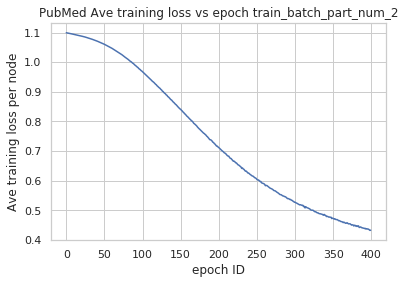 PubMed Ave training loss vs epoch train_batch_part_num_2
Ave training loss per node
1.1
1.0
0.9
0.8
0.7
0.6
0.5
0.4
0 50 100 150 200 250 300 350 400
epoch ID